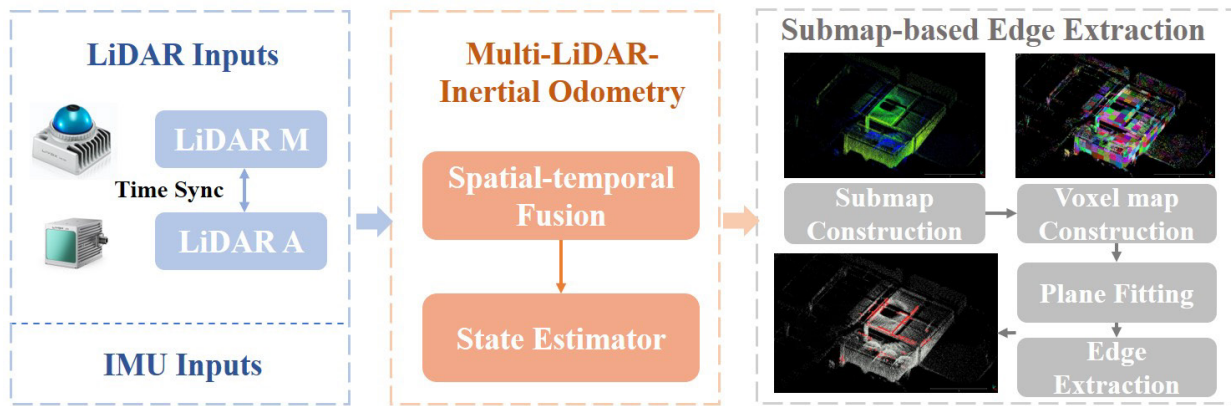 LiDAR Inputs
LiDAR M
Time Sync
LiDAR A
IMU Inputs
Multi-LiDAR-
Inertial Odometry
Spatial-temporal
Fusion
State Estimator
Submap-based Edge Extraction
Submap
Construction
Voxel map
Construction
Plane Fitting
Edge
Extraction